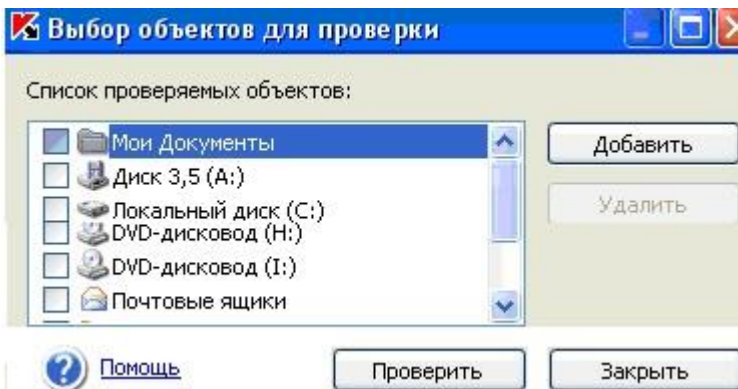 Выбор объектов для проверки
Список проверяемых объектов:
Мои Документы
Диск 3,5 (A:)
Локальный диск (C:)
DVD-дисковод (H:)
DVD-дисковод (I:)
Почтовые ящики
Добавить
Удалить
Помощь
Проверить
Закрыть